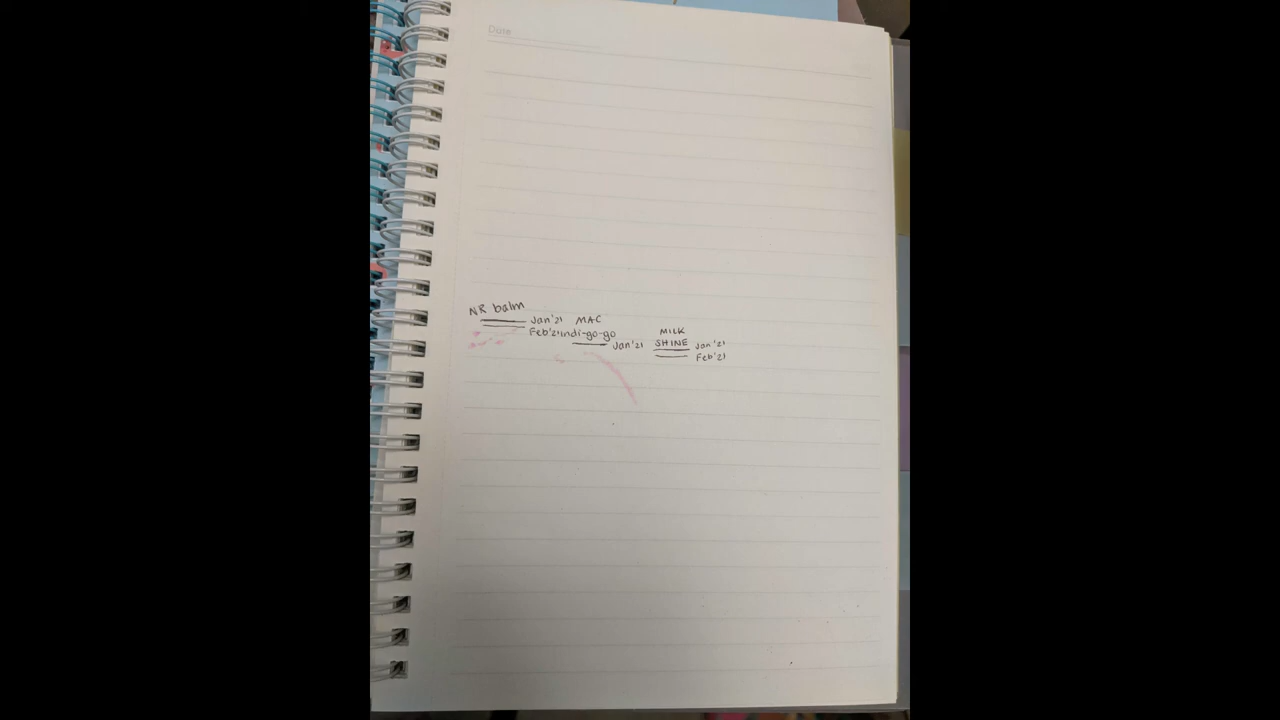 Date
NR balm
Jan'21
Feb'21
MAC
indi-go-go
Jan'21
MILK
SHINE
Jan'21
Feb'21